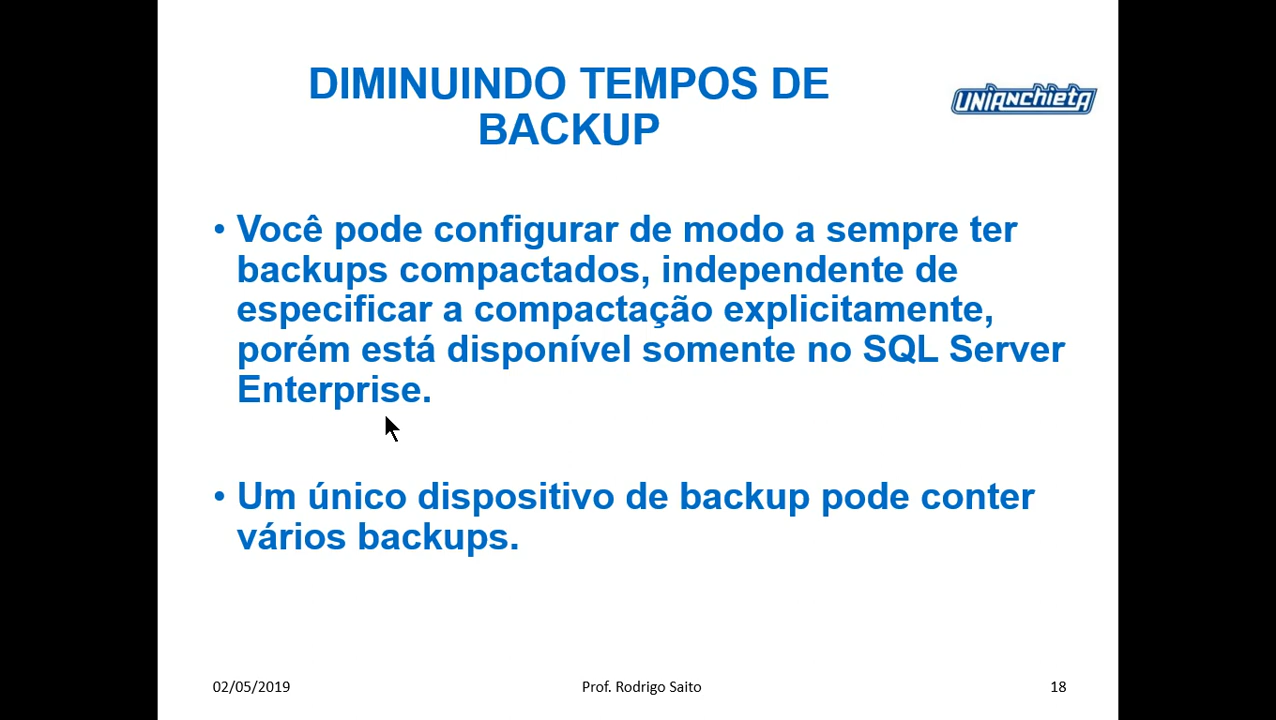 DIMINUINDO TEMPOS DE
BACKUP
UNIANCHIETA
• Você pode configurar de modo a sempre ter
backups compactados, independente de
especificar a compactação explicitamente,
porém está disponível somente no SQL Server
Enterprise.
• Um único dispositivo de backup pode conter
vários backups.
02/05/2019
Prof. Rodrigo Saito
18